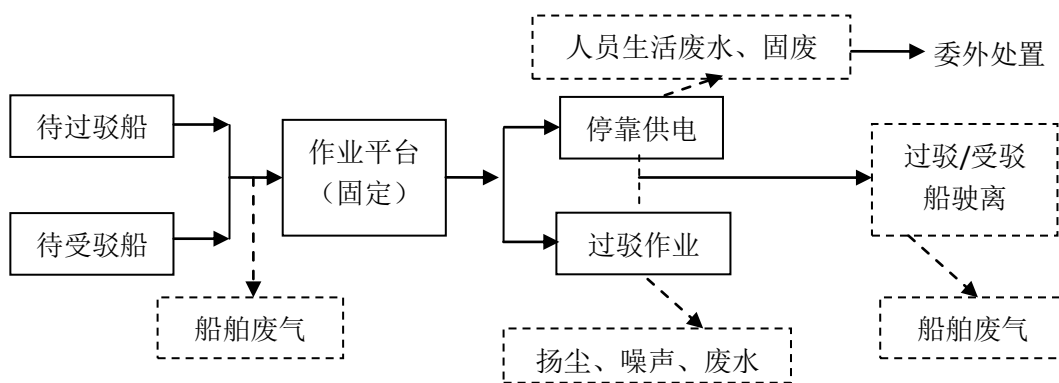 人员生活废水、固废
委外处置
待过驳船
作业平台
（固定）
停靠供电
过驳/受驳
船驶离
待受驳船
过驳作业
船舶废气
扬尘、噪声、废水
船舶废气